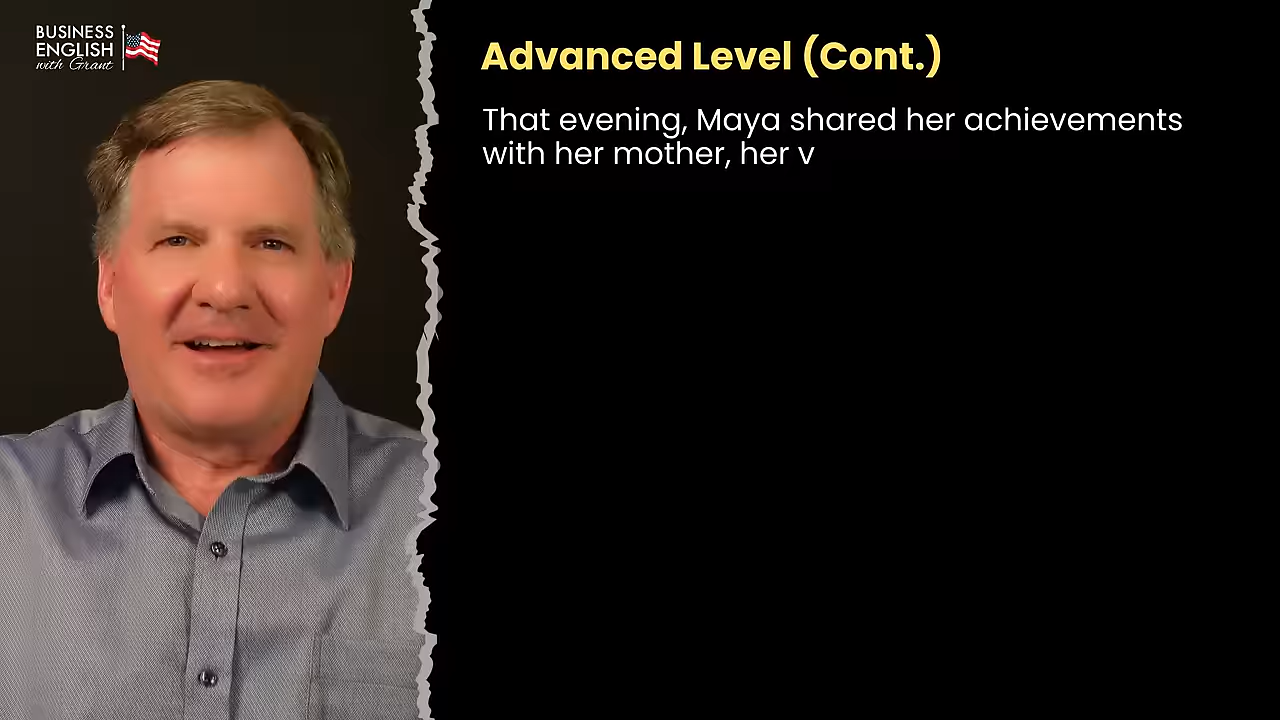 BUSINESS
ENGLISH
with Grant
Advanced Level (Cont.)
That evening, Maya shared her achievements
with her mother, her v